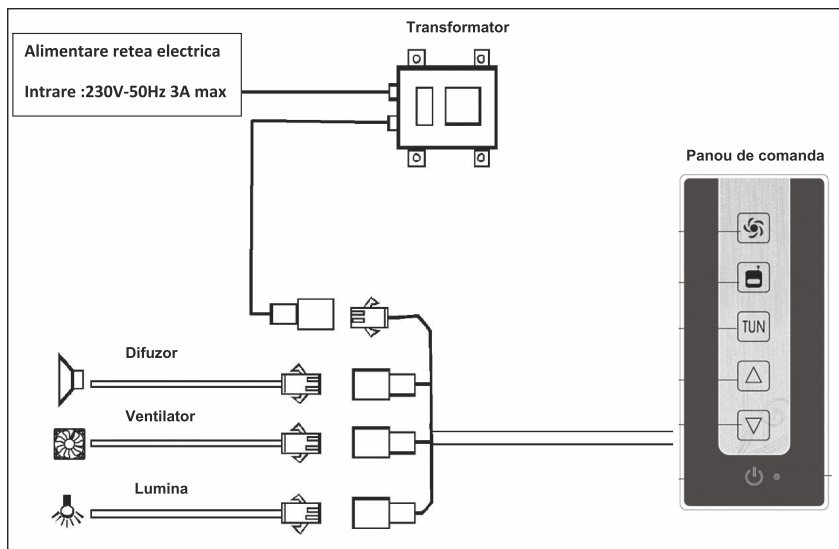 Transformator
Alimentare retea electrica
Intrare :230V-50Hz 3A max
Panou de comanda
TUN
Difuzor
Ventilator
Lumina